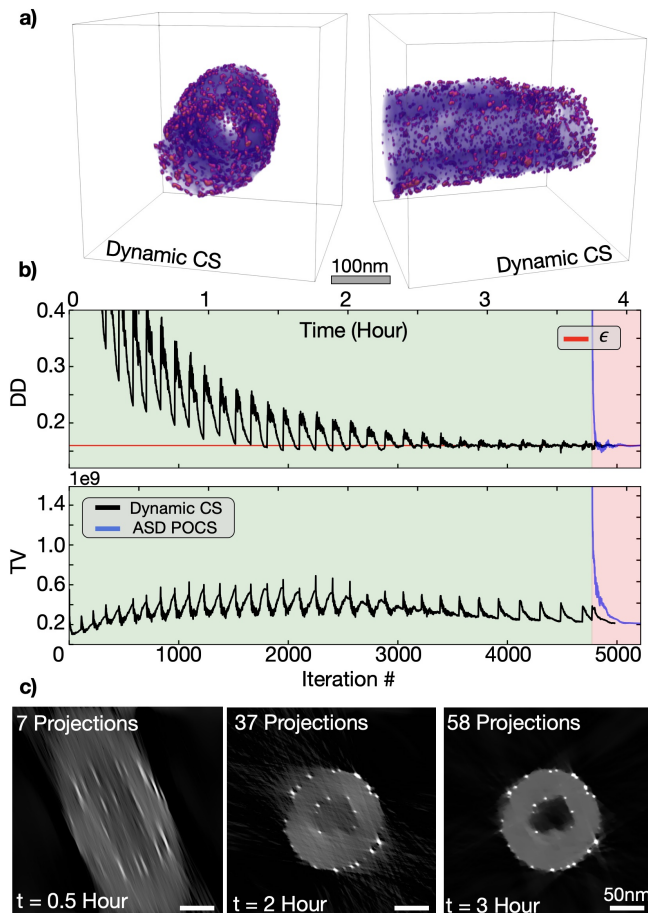 a)
Dynamic CS
Dynamic CS
100nm
b)
0 1 2 3 4
Time (Hour)
ϵ
0.4
0.3
0.2
DD
1e9
1.4
1.0
0.6
0.2
TV
Dynamic CS
ASD POCS
0 1000 2000 3000 4000 5000
Iteration #
c)
7 Projections
37 Projections
58 Projections
t = 0.5 Hour
t = 2 Hour
t = 3 Hour
50nm